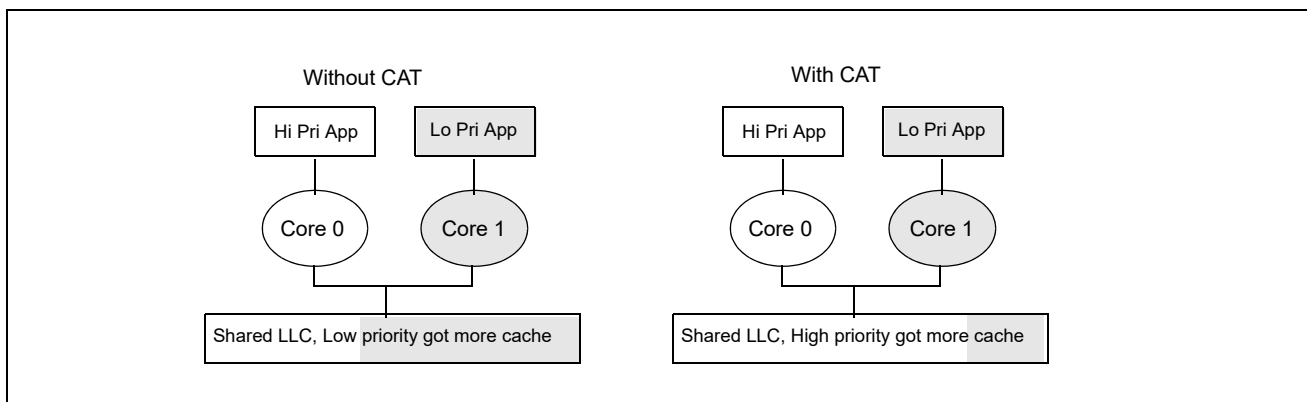 Without CAT
Hi Pri App
Lo Pri App
Core 0
Core 1
Shared LLC, Low priority got more cache
With CAT
Hi Pri App
Lo Pri App
Core 0
Core 1
Shared LLC, High priority got more cache